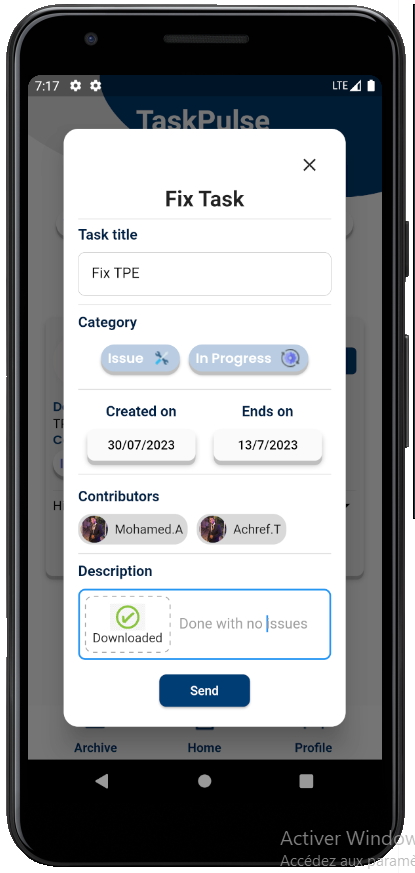 7:17 LTE
TaskPulse
Fix Task
Task title
Fix TPE
Category
Issue In Progress
Created on Ends on
30/07/2023 13/7/2023
Contributors
Mohamed.A Achref.T
Description
Downloaded Done with no Issues
Send
Archive Home Profile
Activer Window
Accédez aux paramè